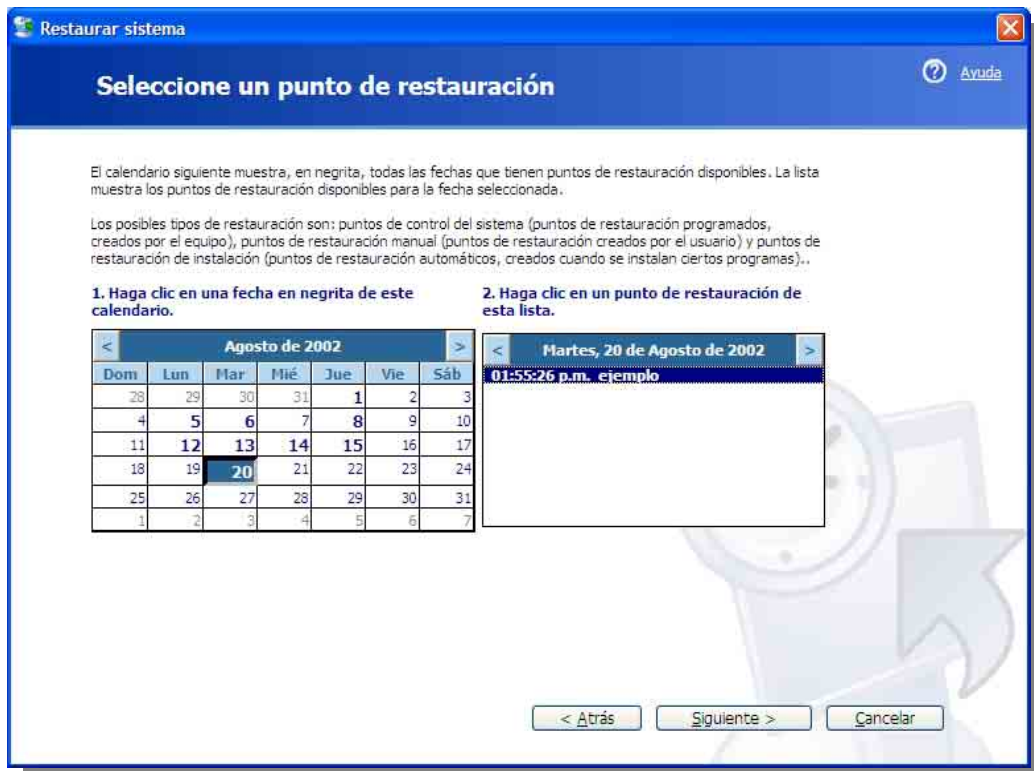 Restaurar sistema
Seleccione un punto de restauración
Ayuda
El calendario siguiente muestra, en negrita, todas las fechas que tienen puntos de restauración disponibles. La lista
muestra los puntos de restauración disponibles para la fecha seleccionada.
Los posibles tipos de restauración son: puntos de control del sistema (puntos de restauración programados,
creados por el equipo), puntos de restauración manual (puntos de restauración creados por el usuario) y puntos de
restauración de instalación (puntos de restauración automáticos, creados cuando se instalan ciertos programas)..
1. Haga clic en una fecha en negrita de este
calendario.
< Agosto de 2002 >
Dom Lun Mar Mié Jue Vie Sáb
28 29 30 31 1 2 3
4 5 6 7 8 9 10
11 12 13 14 15 16 17
18 19 20 21 22 23 24
25 26 27 28 29 30 31
1 2 3 4 5 6 7
2. Haga clic en un punto de restauración de
esta lista.
< Martes, 20 de Agosto de 2002 >
01:55:26 p.m. ejemplo
< Atrás Siguiente > Cancelar